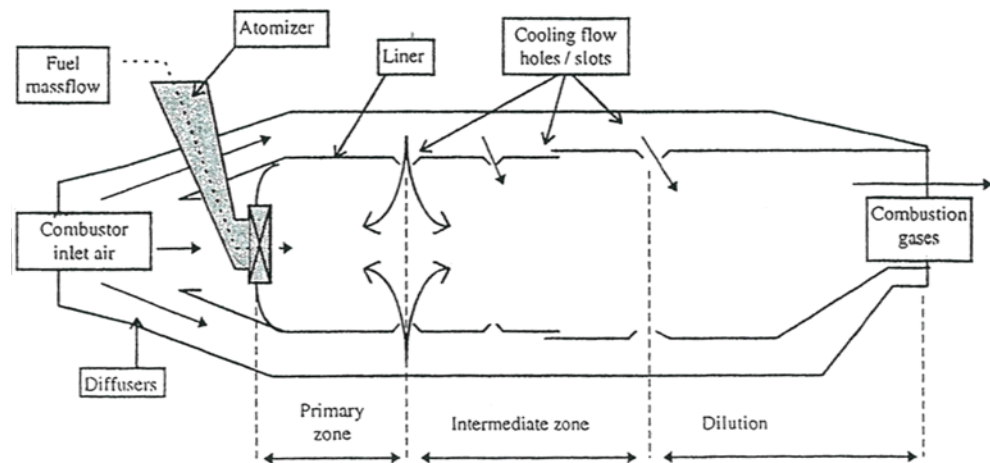 Atomizer
Fuel
massflow
Liner
Cooling flow
holes / slots
Combustor
inlet air
Combustion
gases
Diffusers
Primary
zone
Intermediate zone
Dilution